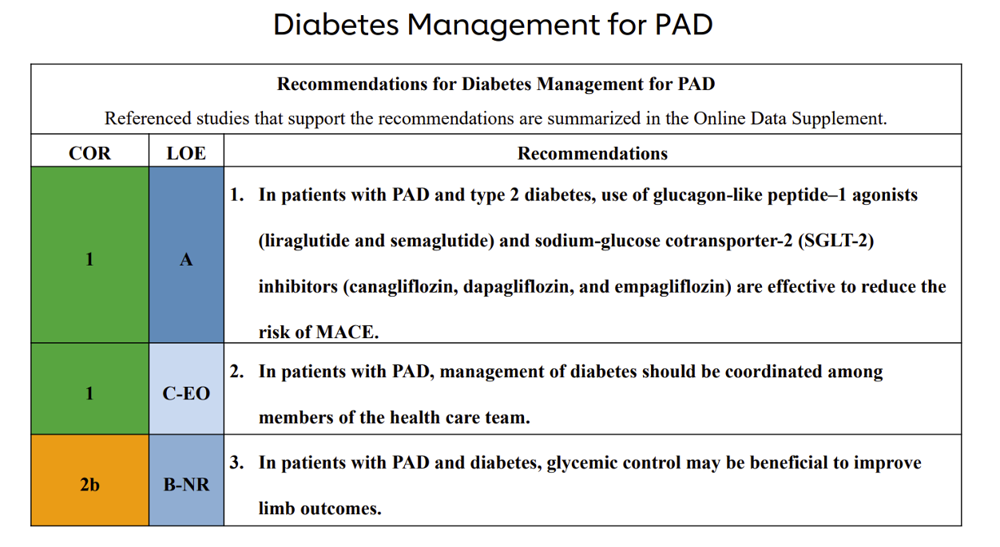 Diabetes Management for PAD
Recommendations for Diabetes Management for PAD
Referenced studies that support the recommendations are summarized in the Online Data Supplement.
COR LOE Recommendations
1 A 1. In patients with PAD and type 2 diabetes, use of glucagon-like peptide–1 agonists
(liraglutide and semaglutide) and sodium-glucose cotransporter-2 (SGLT-2)
inhibitors (canagliflozin, dapagliflozin, and empagliflozin) are effective to reduce the
risk of MACE.
1 C-EO 2. In patients with PAD, management of diabetes should be coordinated among
members of the health care team.
2b B-NR 3. In patients with PAD and diabetes, glycemic control may be beneficial to improve
limb outcomes.